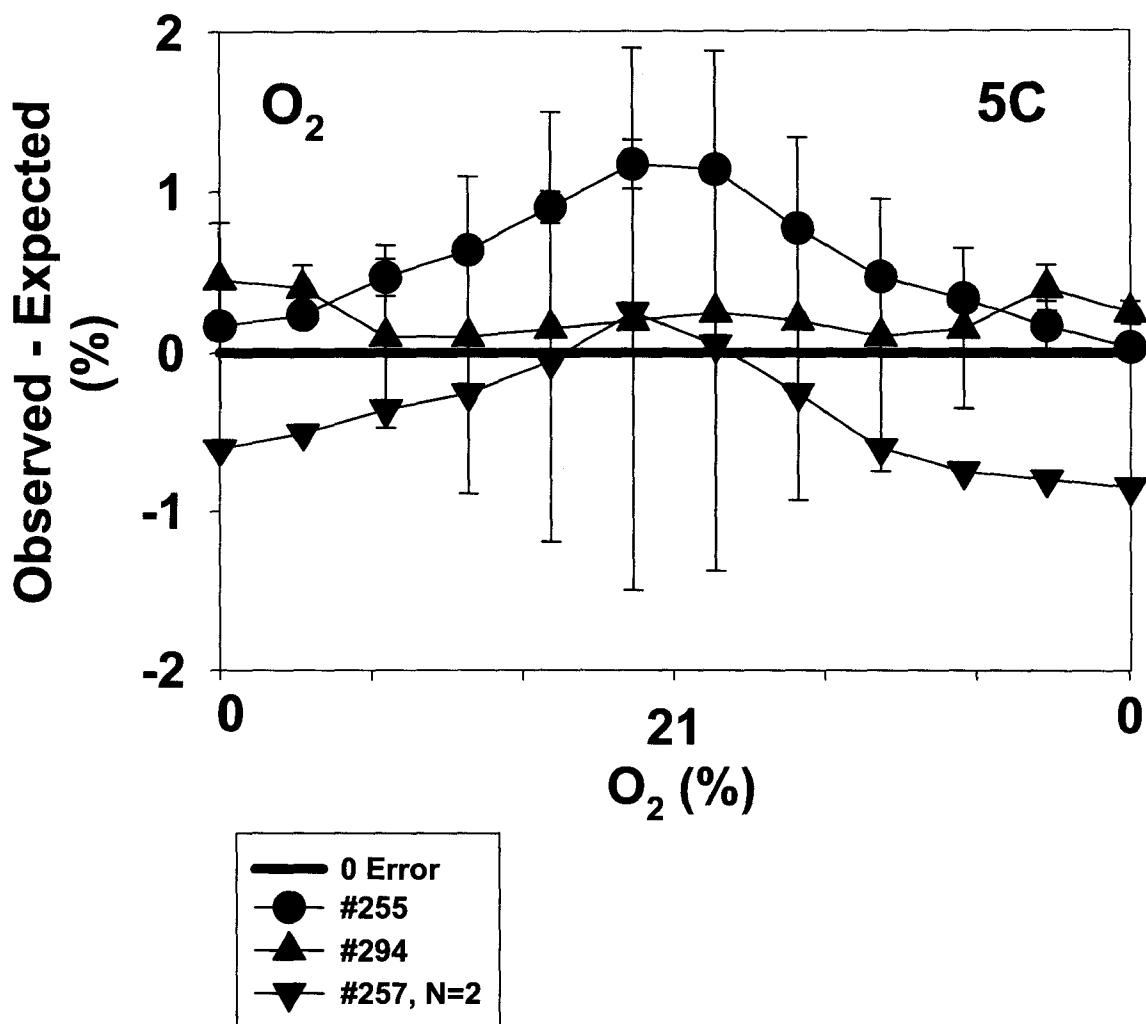 Observed - Expected
(%)
2
1
0
-1
-2
O₂
5C
0
21
0
O₂ (%)
0 Error
#255
#294
#257, N=2